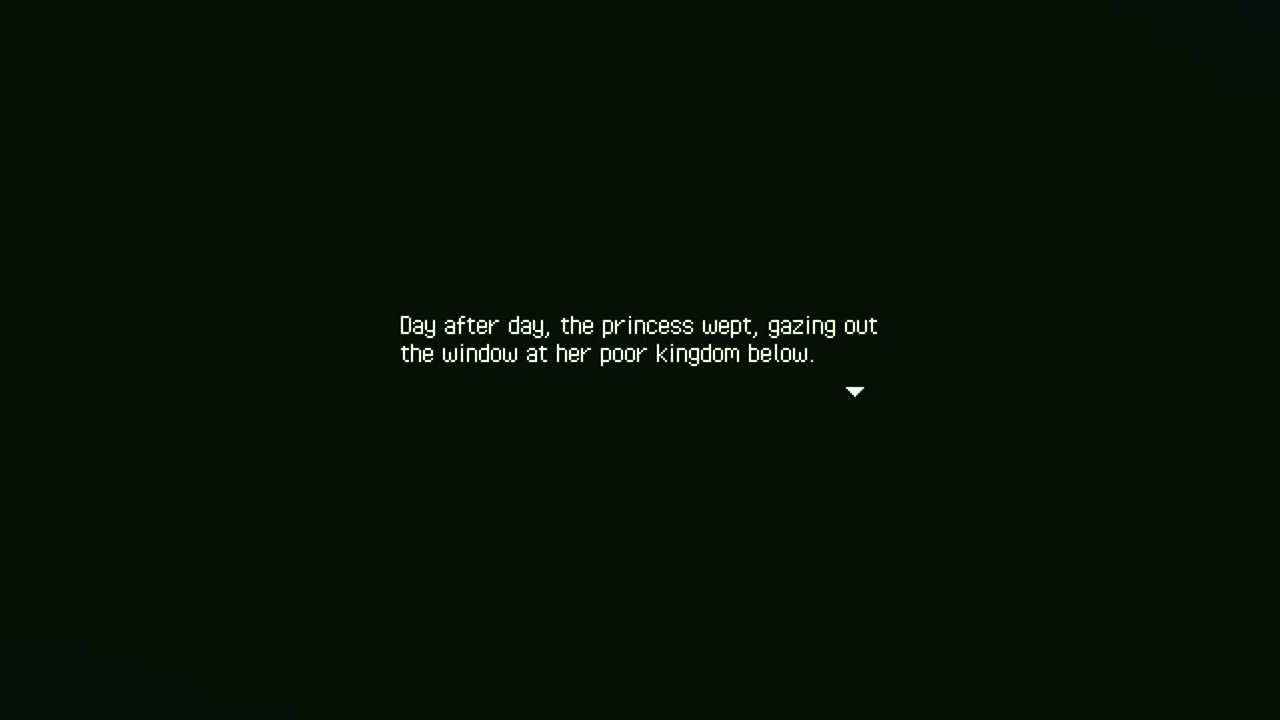 Day after day, the princess wept, gazing out
the window at her poor kingdom below.